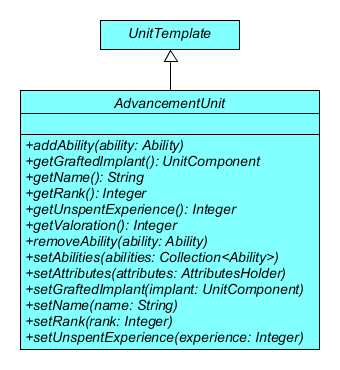 UnitTemplate
AdvancementUnit
+addAbility(ability: Ability)
+getGraftedImplant(): UnitComponent
+getName(): String
+getRank(): Integer
+getUnspentExperience(): Integer
+getValoration(): Integer
+removeAbility(ability: Ability)
+setAbilities(abilities: Collection<Ability>)
+setAttributes(attributes: AttributesHolder)
+setGraftedImplant(implant: UnitComponent)
+setName(name: String)
+setRank(rank: Integer)
+setUnspentExperience(experience: Integer)